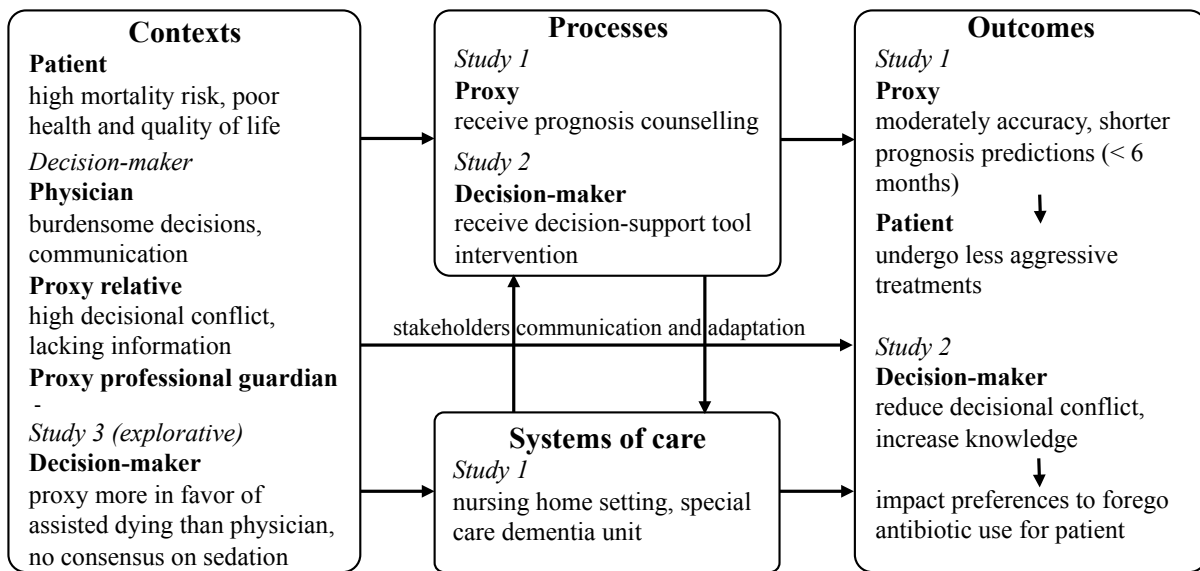 Contexts
Patient
high mortality risk, poor
health and quality of life
Decision-maker
Physician
burdensome decisions,
communication
Proxy relative
high decisional conflict,
lacking information
Proxy professional guardian
-
Study 3 (explorative)
Decision-maker
proxy more in favor of
assisted dying than physician,
no consensus on sedation
Processes
Study 1
Proxy
receive prognosis counselling
Study 2
Decision-maker
receive decision-support tool
intervention
stakeholders communication and adaptation
Systems of care
Study 1
nursing home setting, special
care dementia unit
Outcomes
Study 1
Proxy
moderately accuracy, shorter
prognosis predictions (< 6
months)
Patient
undergo less aggressive
treatments
Study 2
Decision-maker
reduce decisional conflict,
increase knowledge
impact preferences to forego
antibiotic use for patient